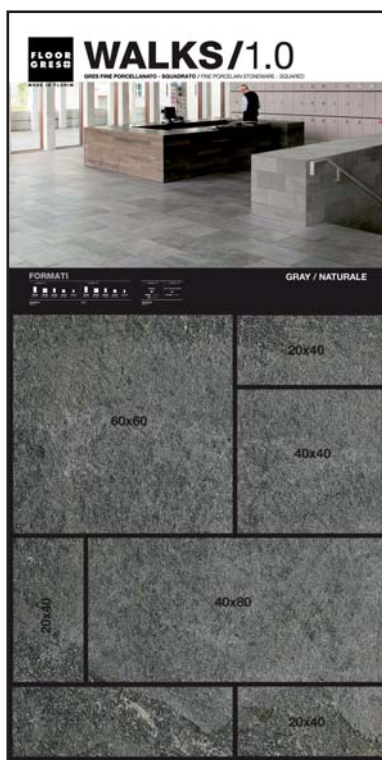 FLOOR
GRES
MADE IN FLORIM
WALKS/1.0
GRES FINE PORCELLANATO - SQUADRATO / FINE PORCELAIN STONEWARE - SQUARED
FORMATI
GRAY / NATURALE
60x60
20x40
40x40
20x40
40x80
20x40